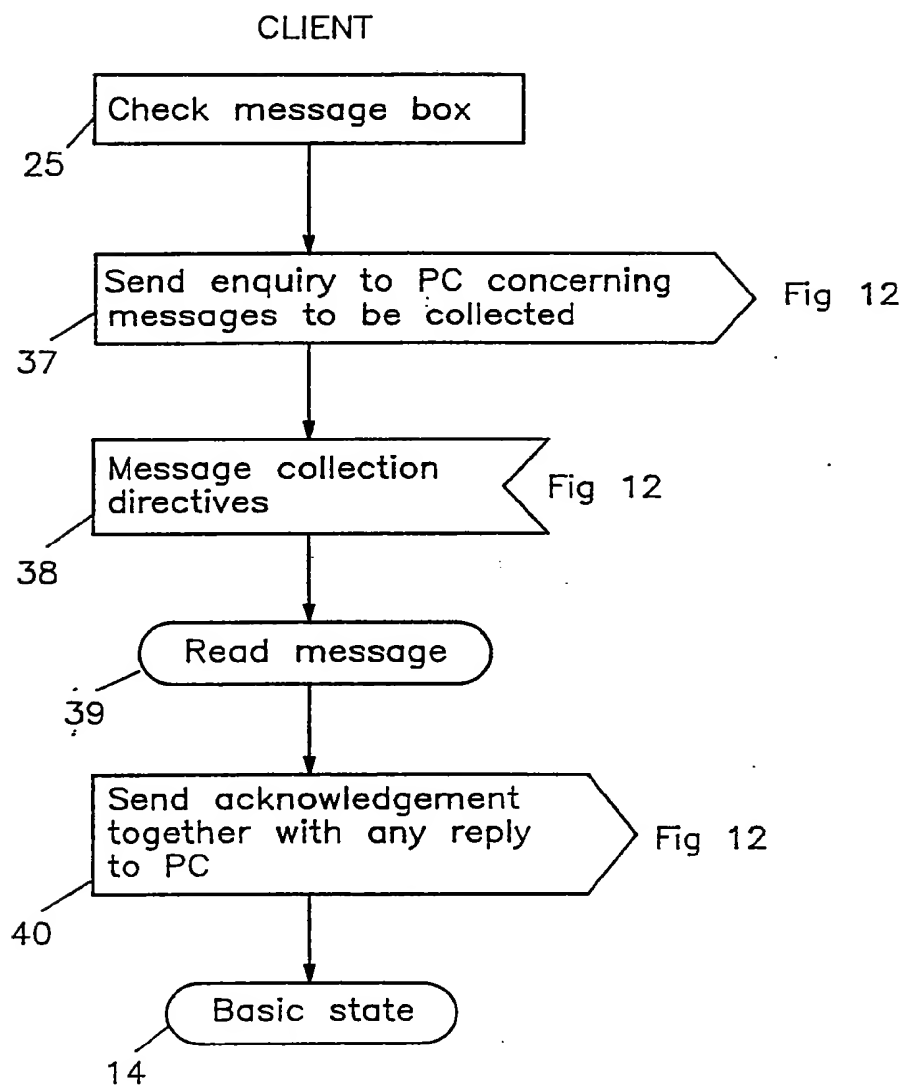 CLIENT
Check message box
25
Send enquiry to PC concerning
messages to be collected
Fig 12
37
Message collection
directives
Fig 12
38
Read message
39
Send acknowledgement
together with any reply
to PC
Fig 12
40
Basic state
14